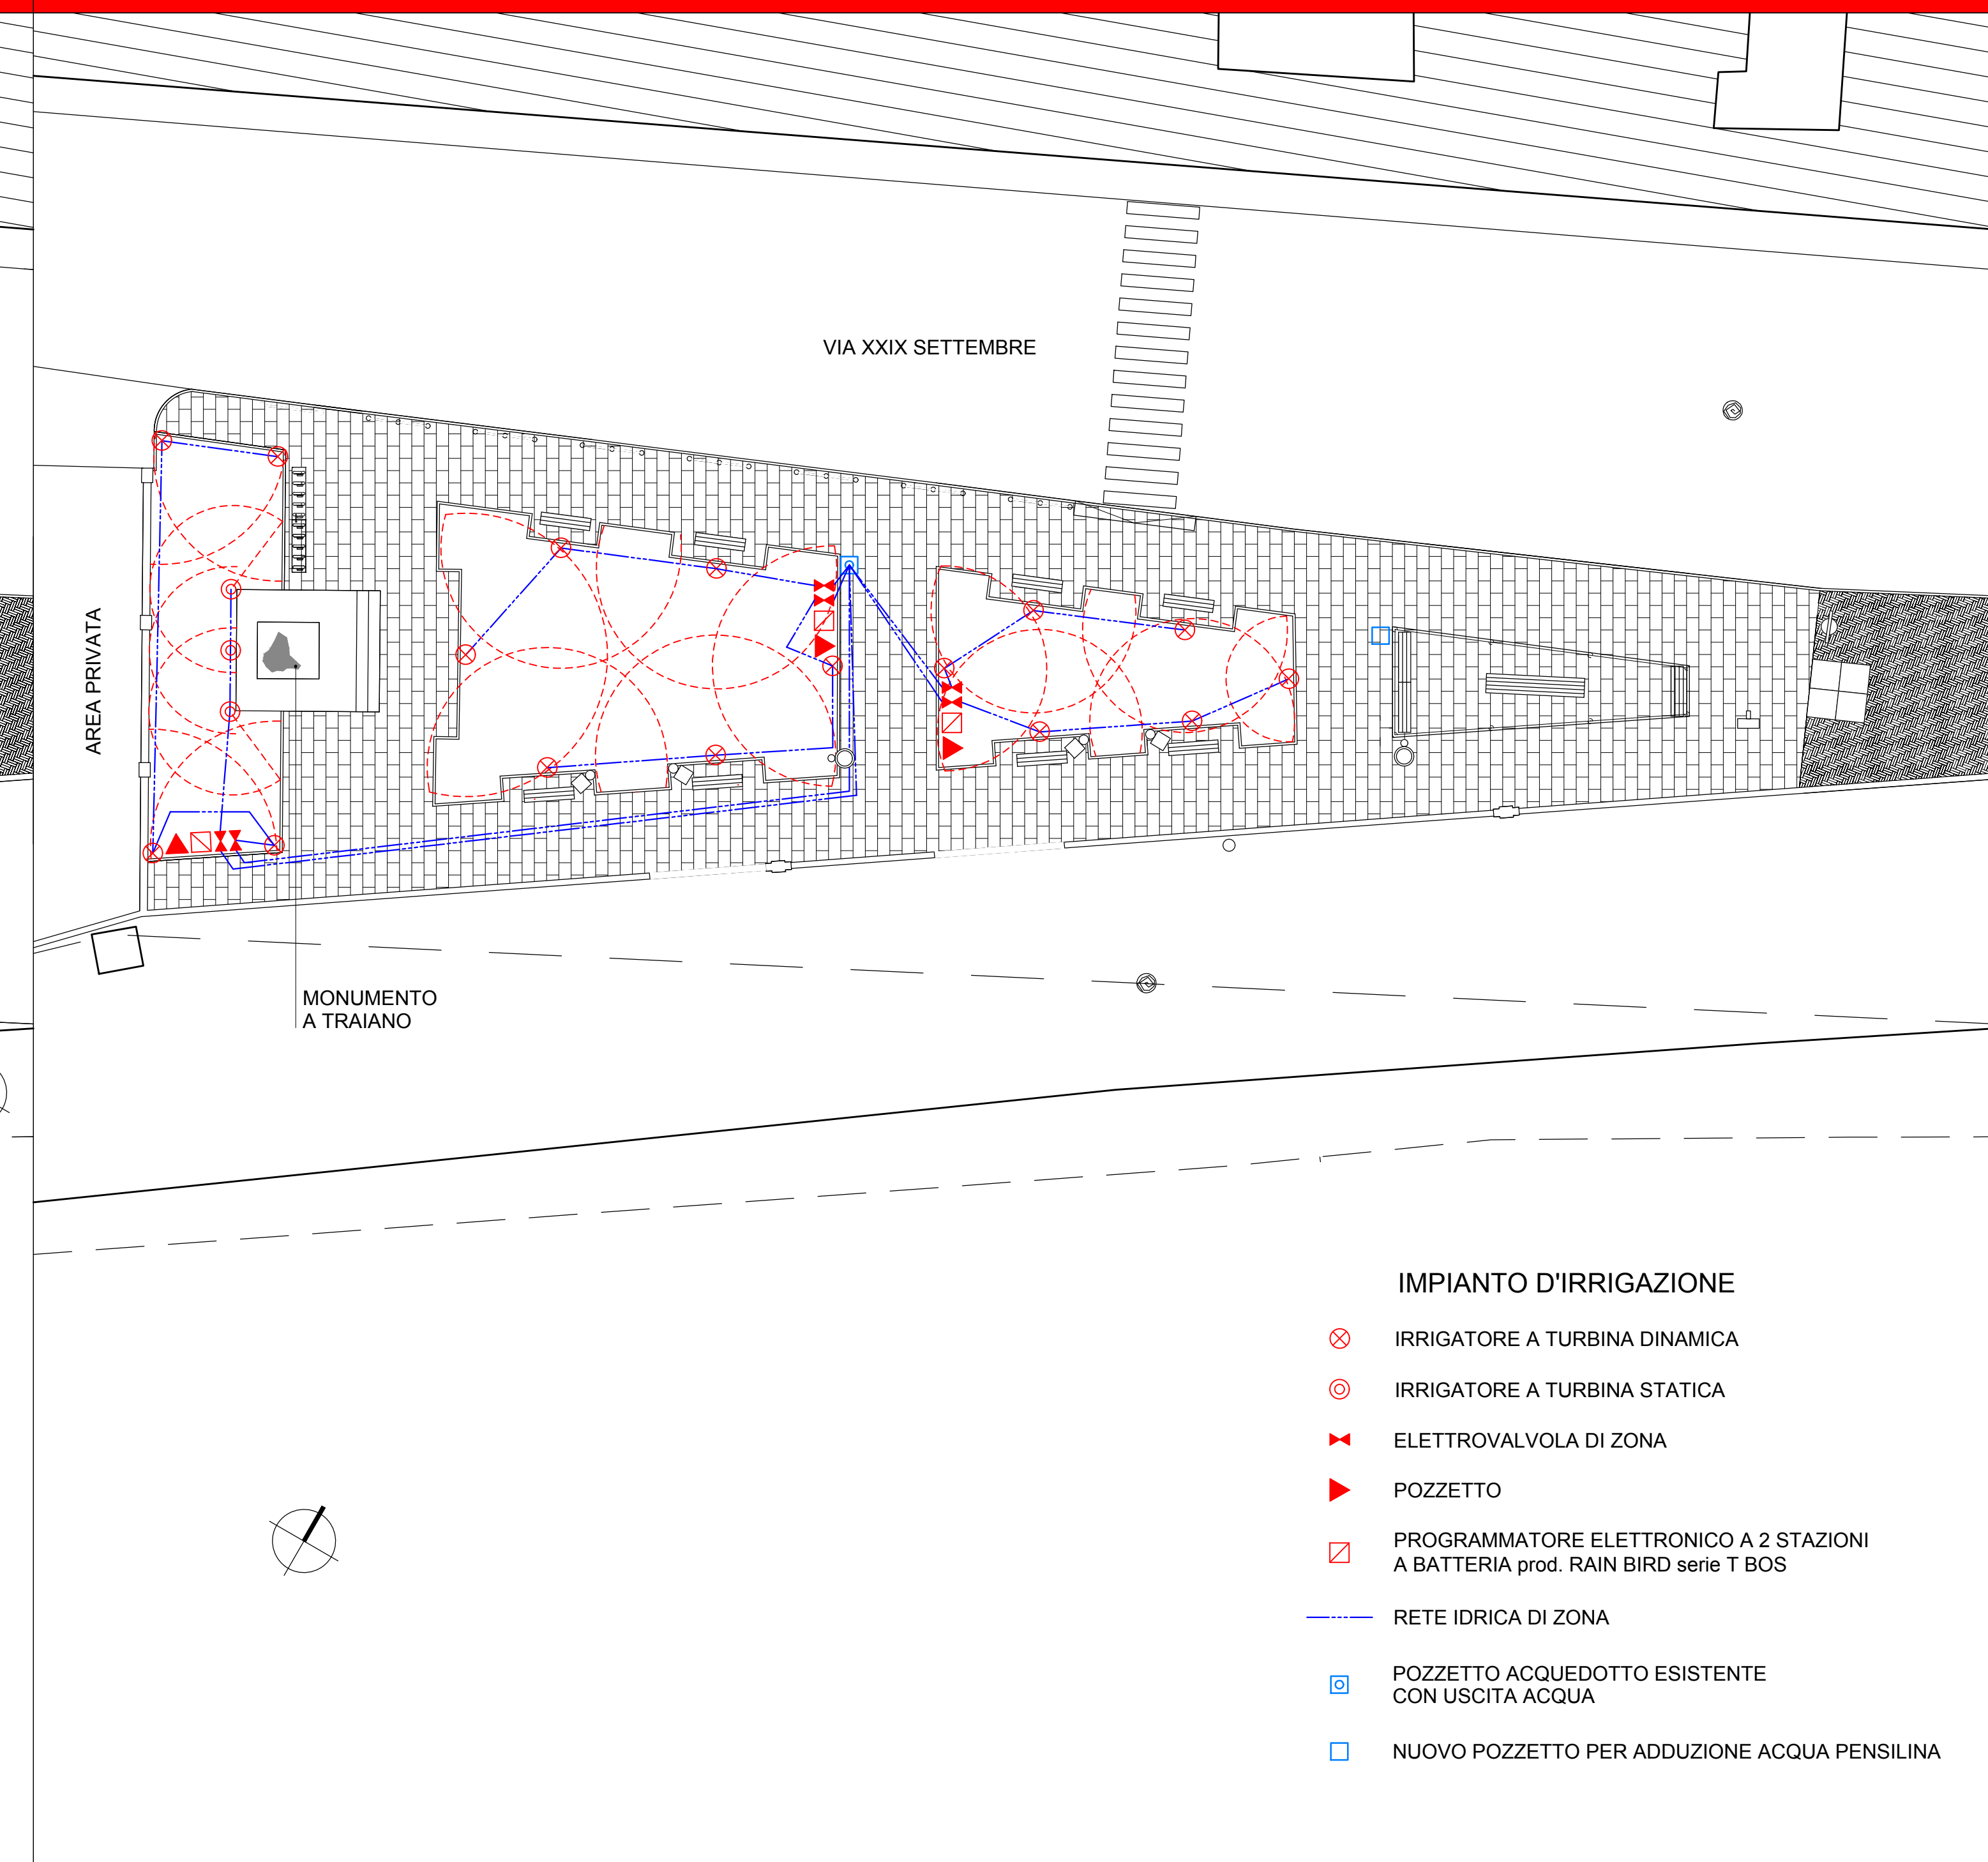 VIA XXIX SETTEMBRE
AREA PRIVATA
MONUMENTO
A TRAIANO
IMPIANTO D'IRRIGAZIONE
IRRIGATORE A TURBINA DINAMICA
IRRIGATORE A TURBINA STATICA
ELETTROVALVOLA DI ZONA
POZZETTO
PROGRAMMATORE ELETTRONICO A 2 STAZIONI
A BATTERIA prod. RAIN BIRD serie T BOS
RETE IDRICA DI ZONA
POZZETTO ACQUEDOTTO ESISTENTE
CON USCITA ACQUA
NUOVO POZZETTO PER ADDUZIONE ACQUA PENSILINA